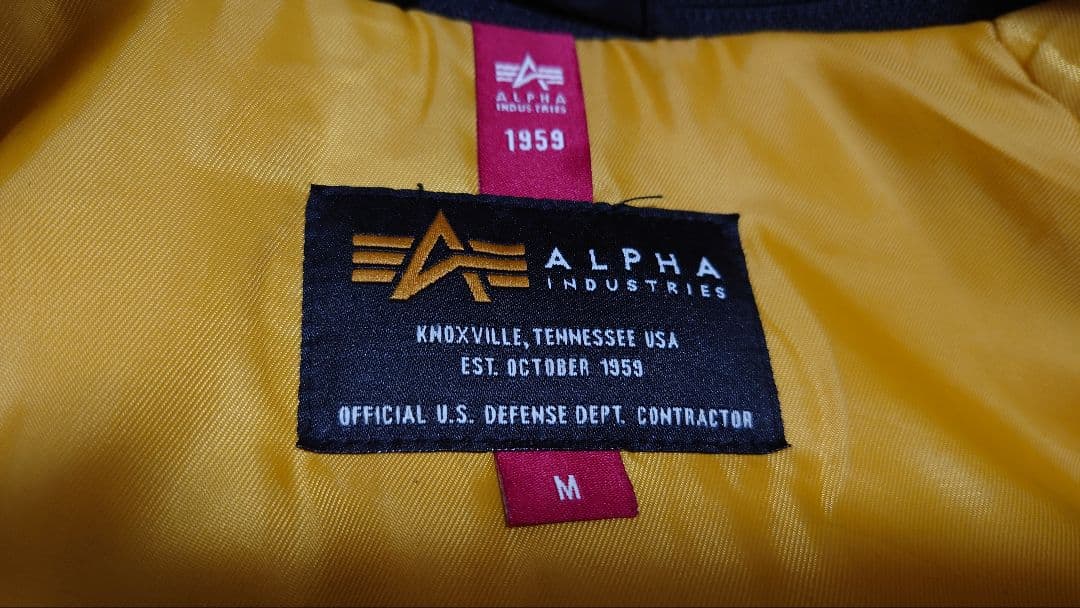 ALPHA
INDUSTRIES
1959
ALPHA
INDUSTRIES
KNOXVILLE, TENNESSEE USA
EST. OCTOBER 1959
OFFICIAL U.S. DEFENSE DEPT. CONTRACTOR
M